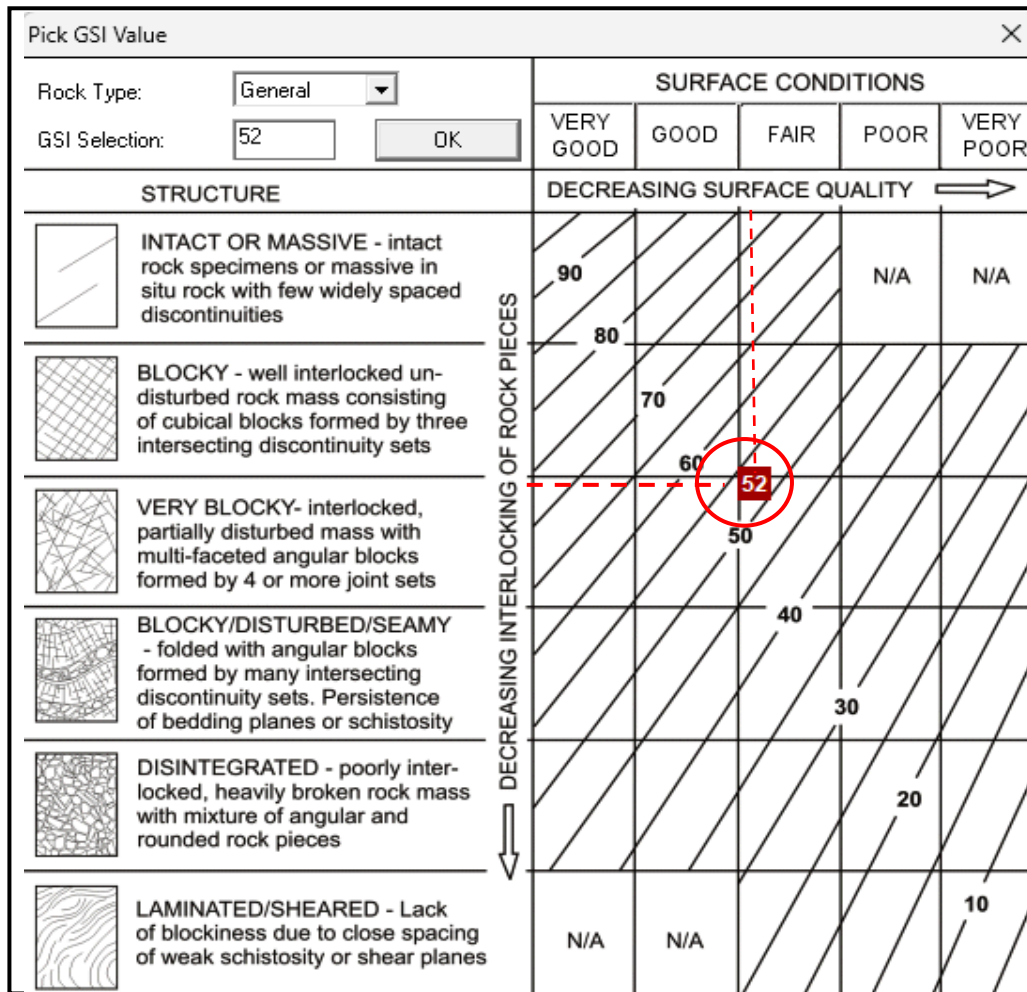 Pick GSI Value
Rock Type:
General
GSI Selection:
52
OK
SURFACE CONDITIONS
VERY
GOOD
GOOD
FAIR
POOR
VERY
POOR
STRUCTURE
DECREASING SURFACE QUALITY
DECREASING INTERLOCKING OF ROCK PIECES
INTACT OR MASSIVE - intact
rock specimens or massive in
situ rock with few widely spaced
discontinuities
BLOCKY - well interlocked un-
disturbed rock mass consisting
of cubical blocks formed by three
intersecting discontinuity sets
VERY BLOCKY- interlocked,
partially disturbed mass with
multi-faceted angular blocks
formed by 4 or more joint sets
BLOCKY/DISTURBED/SEAMY
- folded with angular blocks
formed by many intersecting
discontinuity sets. Persistence
of bedding planes or schistosity
DISINTEGRATED - poorly inter-
locked, heavily broken rock mass
with mixture of angular and
rounded rock pieces
LAMINATED/SHEARED - Lack
of blockiness due to close spacing
of weak schistosity or shear planes
90
N/A
N/A
80
70
60
52
50
40
30
20
10
N/A
N/A